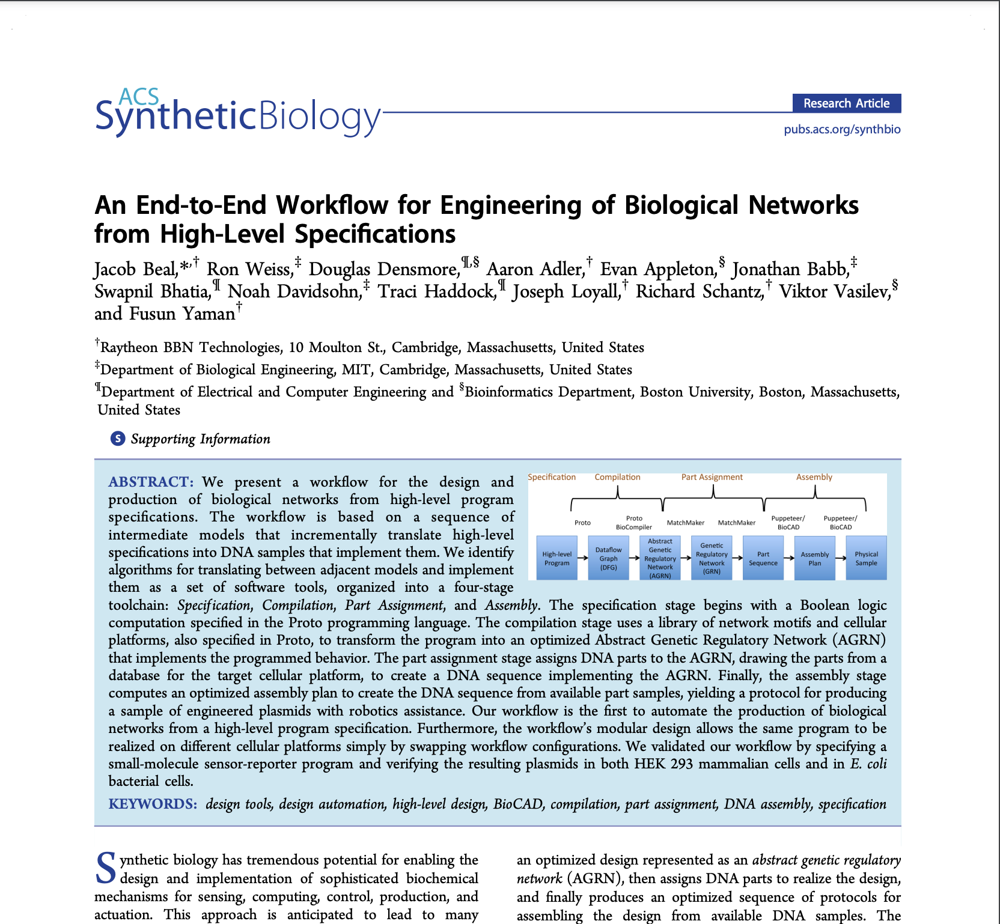 ACS
SyntheticBiology
Research Article
pubs.acs.org/synthbio
An End-to-End Workflow for Engineering of Biological Networks
from High-Level Specifications
Jacob Beal,*,† Ron Weiss,‡ Douglas Densmore,¶,§ Aaron Adler,† Evan Appleton,§ Jonathan Babb,‡
Swapnil Bhatia,¶ Noah Davidsohn,‡ Traci Haddock,¶ Joseph Loyall,† Richard Schantz,† Viktor Vasilev,§
and Fusun Yaman†
†Raytheon BBN Technologies, 10 Moulton St., Cambridge, Massachusetts, United States
‡Department of Biological Engineering, MIT, Cambridge, Massachusetts, United States
¶Department of Electrical and Computer Engineering and §Bioinformatics Department, Boston University, Boston, Massachusetts,
United States
S Supporting Information
ABSTRACT: We present a workflow for the design and
production of biological networks from high-level program
specifications. The workflow is based on a sequence of
intermediate models that incrementally translate high-level
specifications into DNA samples that implement them. We identify
algorithms for translating between adjacent models and implement
them as a set of software tools, organized into a four-stage
Specification Compilation Part Assignment Assembly
Proto
Proto
BioCompiler
MatchMaker
MatchMaker
Puppeteer/
BioCAD
Puppeteer/
BioCAD
High-level
Program
Dataflow
Graph
(DFG)
Abstract
Genetic
Regulatory
Network
(AGRN)
Genetic
Regulatory
Network
(GRN)
Part
Sequence
Assembly
Plan
Physical
Sample
toolchain: Specification, Compilation, Part Assignment, and Assembly. The specification stage begins with a Boolean logic
computation specified in the Proto programming language. The compilation stage uses a library of network motifs and cellular
platforms, also specified in Proto, to transform the program into an optimized Abstract Genetic Regulatory Network (AGRN)
that implements the programmed behavior. The part assignment stage assigns DNA parts to the AGRN, drawing the parts from a
database for the target cellular platform, to create a DNA sequence implementing the AGRN. Finally, the assembly stage
computes an optimized assembly plan to create the DNA sequence from available part samples, yielding a protocol for producing
a sample of engineered plasmids with robotics assistance. Our workflow is the first to automate the production of biological
networks from a high-level program specification. Furthermore, the workflow's modular design allows the same program to be
realized on different cellular platforms simply by swapping workflow configurations. We validated our workflow by specifying a
small-molecule sensor-reporter program and verifying the resulting plasmids in both HEK 293 mammalian cells and in E. coli
bacterial cells.
KEYWORDS: design tools, design automation, high-level design, BioCAD, compilation, part assignment, DNA assembly, specification
Synthetic biology has tremendous potential for enabling the
design and implementation of sophisticated biochemical
mechanisms for sensing, computing, control, production, and
actuation. This approach is anticipated to lead to many
an optimized design represented as an abstract genetic regulatory
network (AGRN), then assigns DNA parts to realize the design,
and finally produces an optimized sequence of protocols for
assembling the design from available DNA samples. The